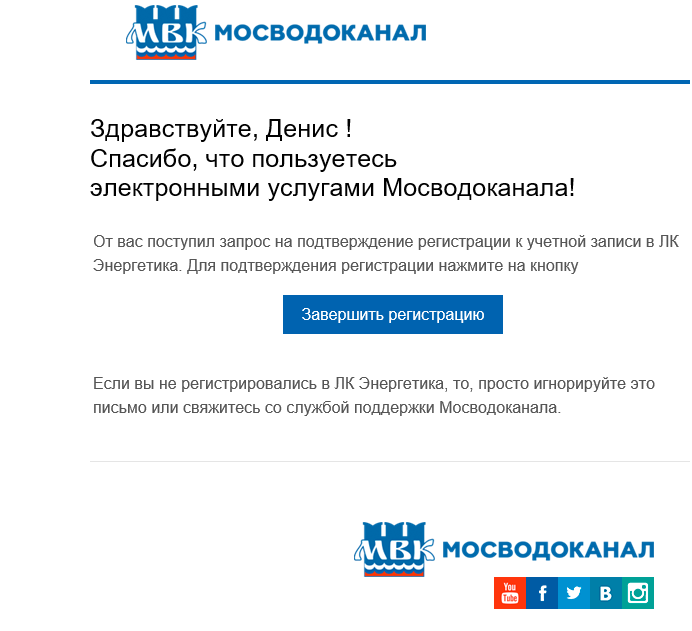 МВК МОСВОДОКАНАЛ
Здравствуйте, Денис !
Спасибо, что пользуетесь
электронными услугами Мосводоканала!
От вас поступил запрос на подтверждение регистрации к учетной записи в ЛК
Энергетика. Для подтверждения регистрации нажмите на кнопку
Завершить регистрацию
Если вы не регистрировались в ЛК Энергетика, то, просто игнорируйте это
письмо или свяжитесь со службой поддержки Мосводоканала.
МВК МОСВОДОКАНАЛ
You
Tube
f
B